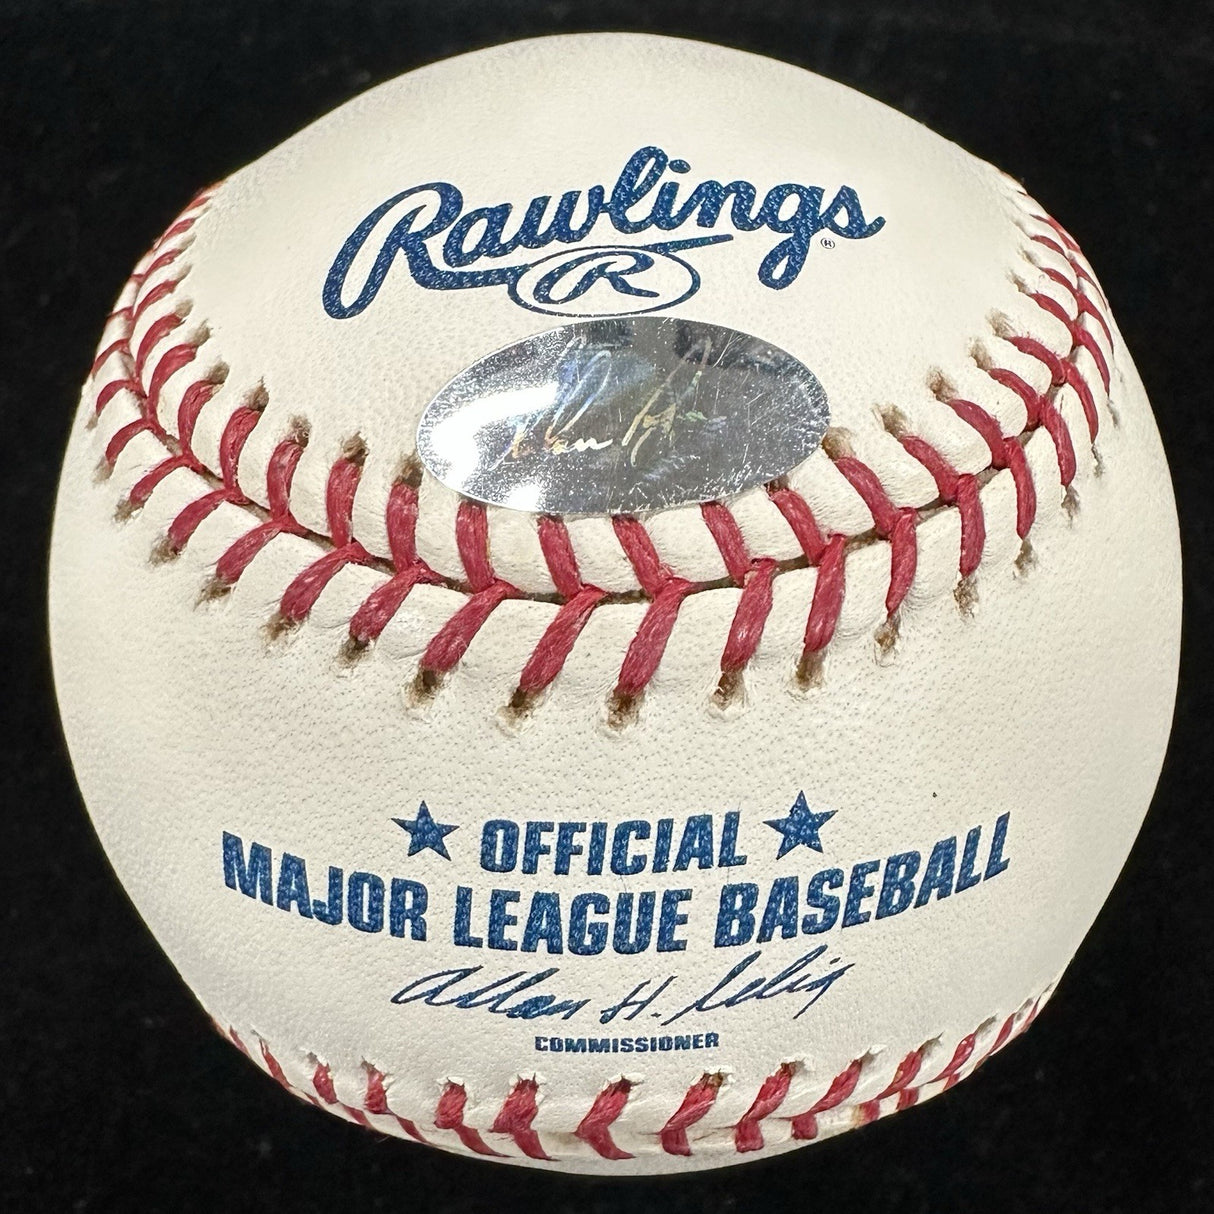 Rawlings®
R
★ OFFICIAL ★
MAJOR LEAGUE BASEBALL
Allan H. Selig
COMMISSIONER